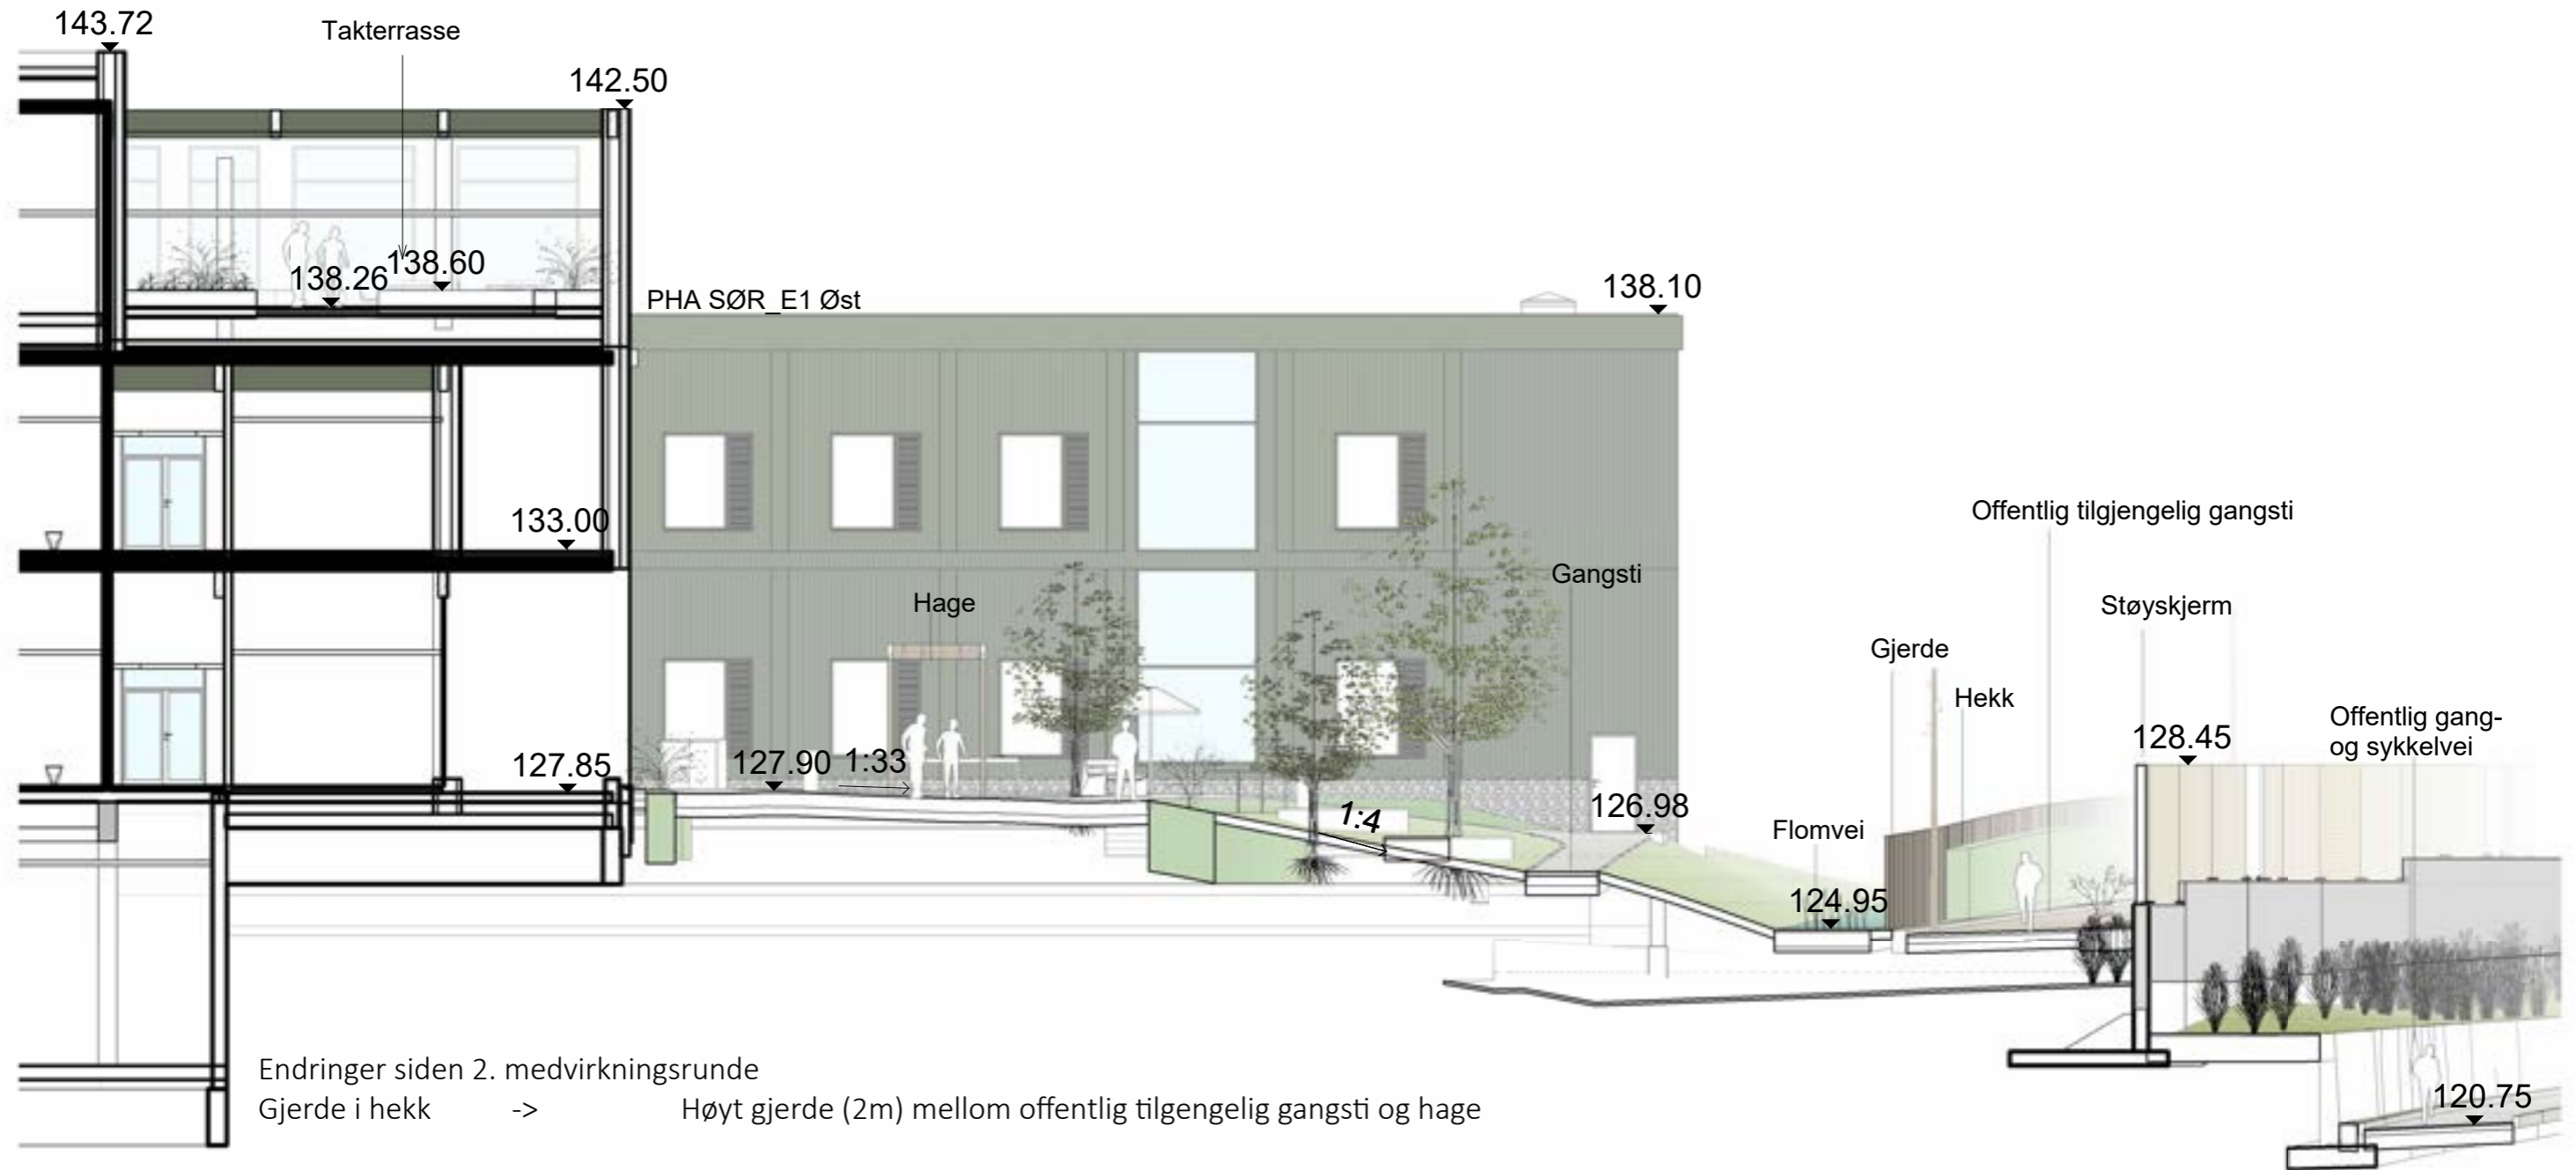 143.72
Takterrasse
142.50
138.26
138.60
PHA SØR_E1 Øst
138.10
133.00
Offentlig tilgjengelig gangsti
Gangsti
Hage
Støyskjerm
Gjerde
Hekk
Offentlig gang-
og sykkelvei
128.45
127.85
127.90
1:33
126.98
1:4
Flomvei
124.95
Endringer siden 2. medvirkningsrunde
Gjerde i hekk -> Høyt gjerde (2m) mellom offentlig tilgengelig gangsti og hage
120.75